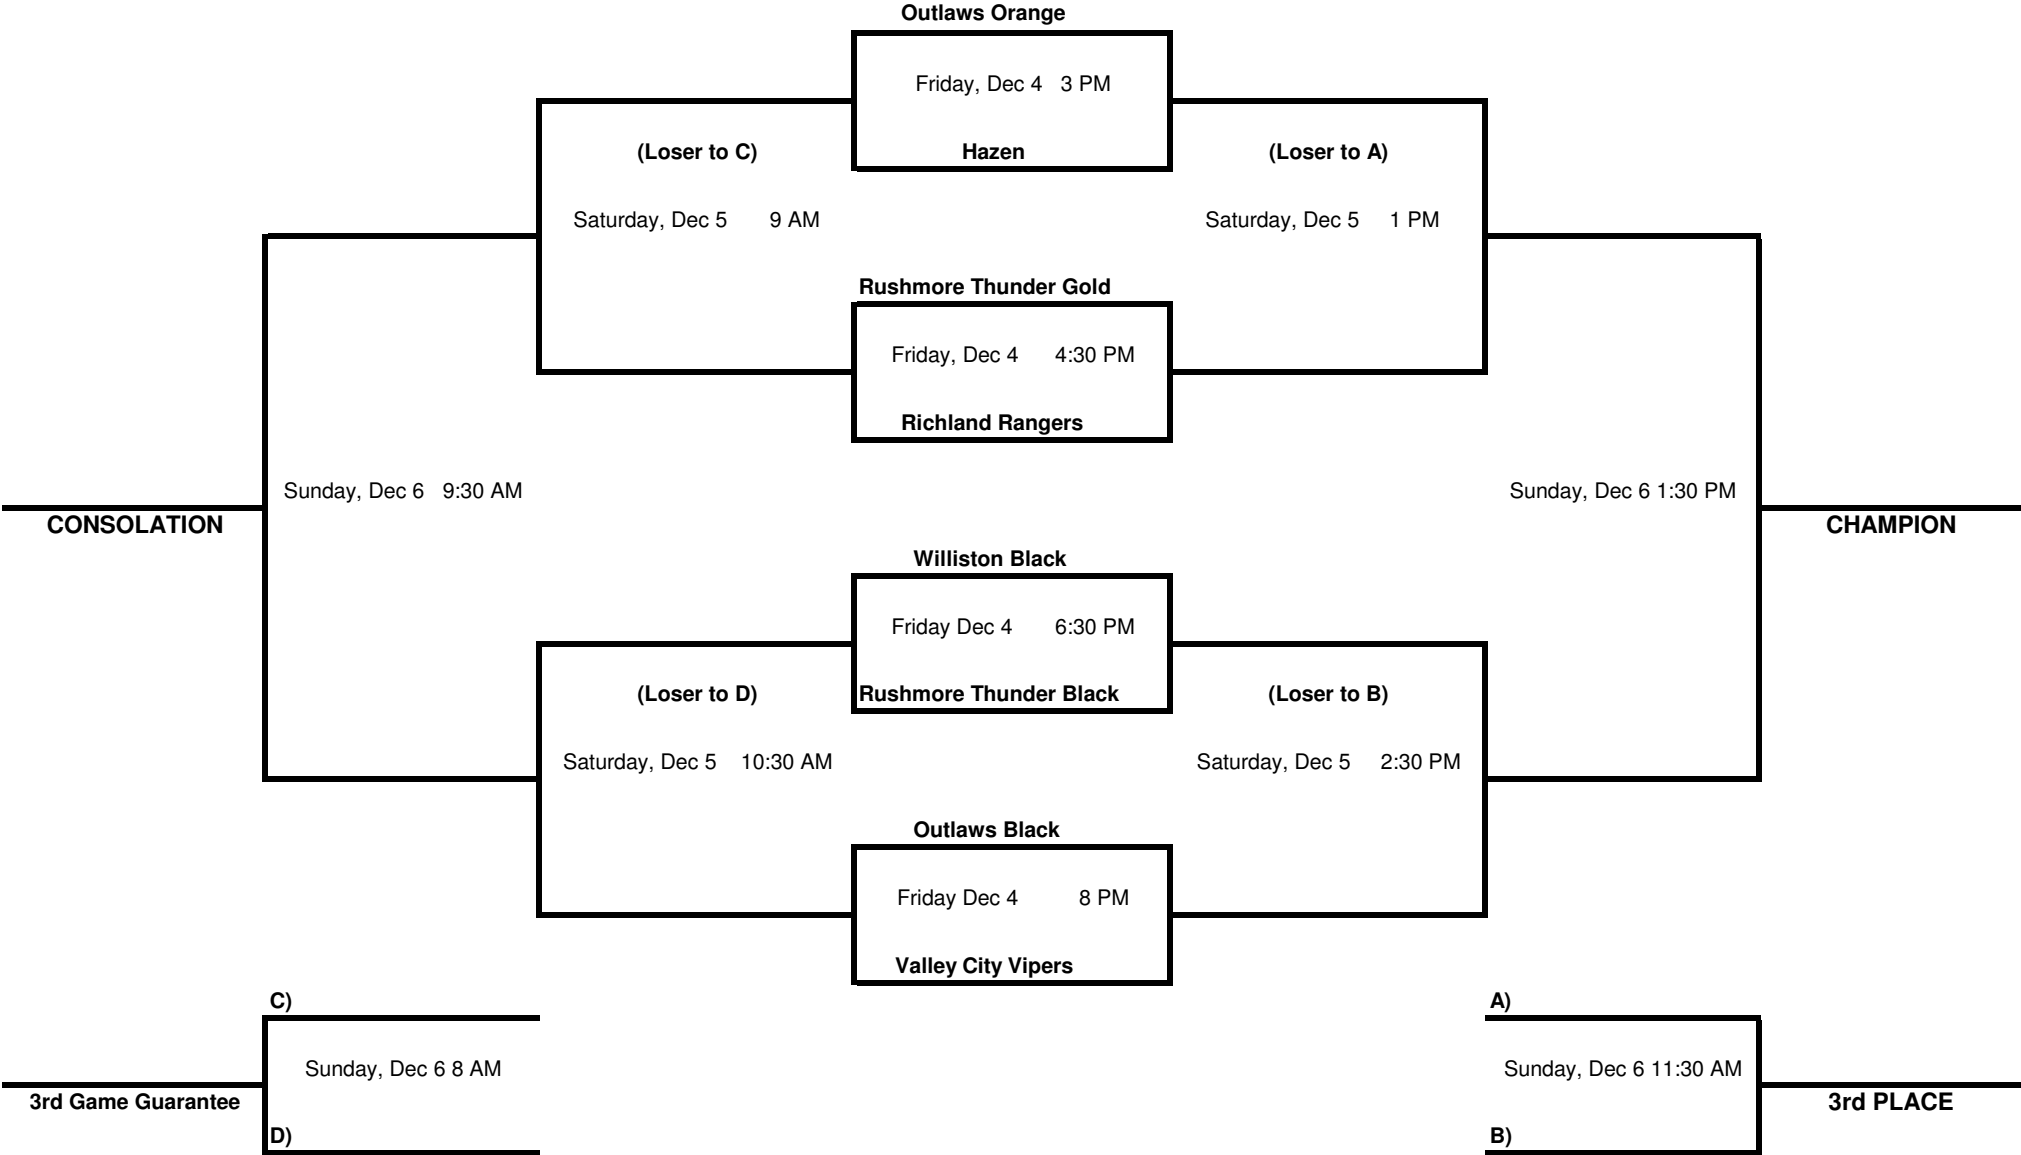 Outlaws Orange
Friday, Dec 4 3 PM
(Loser to C) Hazen (Loser to A)
Saturday, Dec 5 9 AM Saturday, Dec 5 1 PM
Rushmore Thunder Gold
Friday, Dec 4 4:30 PM
Richland Rangers
Sunday, Dec 6 9:30 AM Sunday, Dec 6 1:30 PM
CONSOLATION CHAMPION
Williston Black
Friday Dec 4 6:30 PM
(Loser to D) Rushmore Thunder Black (Loser to B)
Saturday, Dec 5 10:30 AM Saturday, Dec 5 2:30 PM
Outlaws Black
Friday Dec 4 8 PM
Valley City Vipers
C) A)
Sunday, Dec 6 8 AM Sunday, Dec 6 11:30 AM
3rd Game Guarantee 3rd PLACE
D) B)